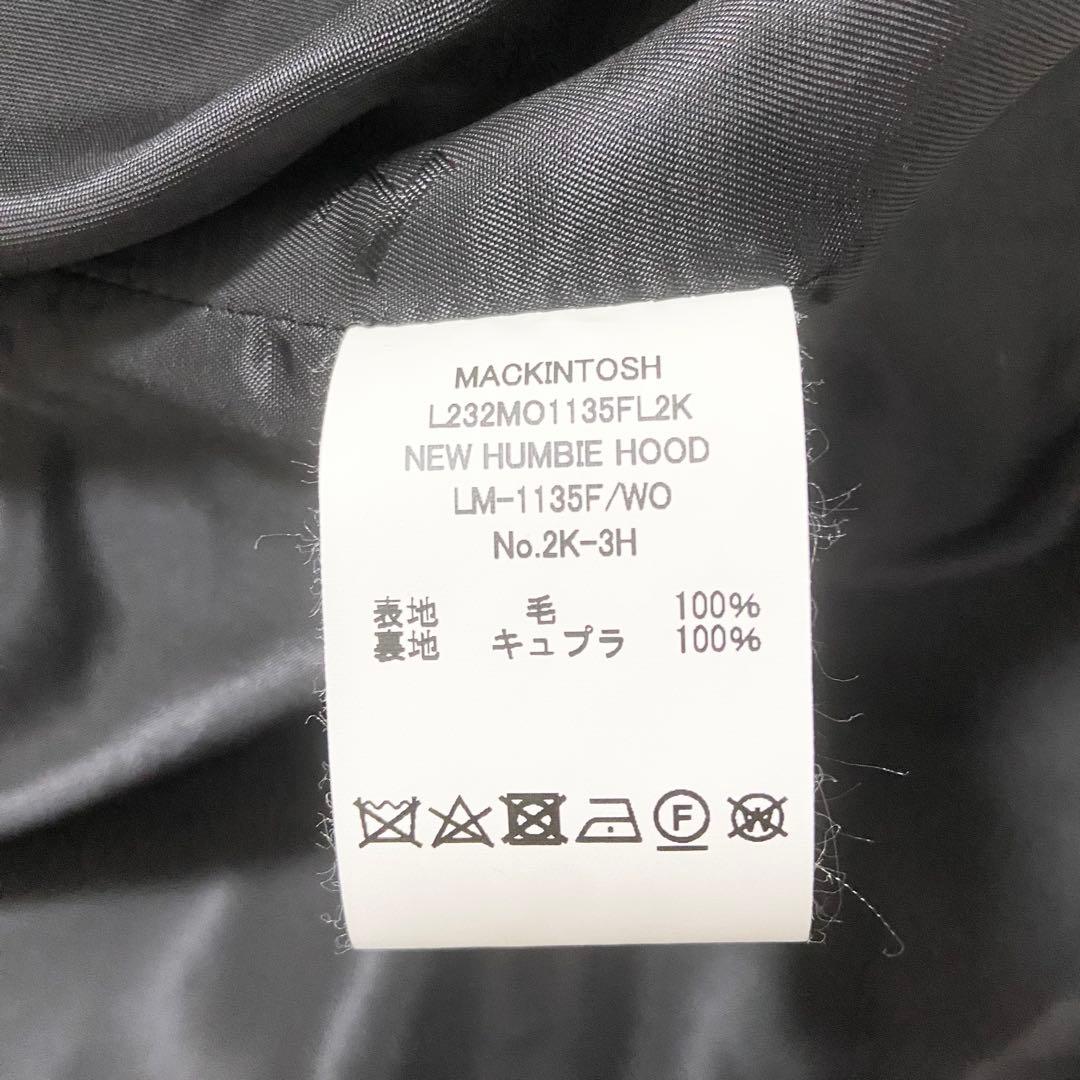 MACKINTOSH
L232MO1135FL2K
NEW HUMBIE HOOD
LM-1135F/WO
No.2K-3H
表地 毛 100%
裏地 キュプラ 100%
F W